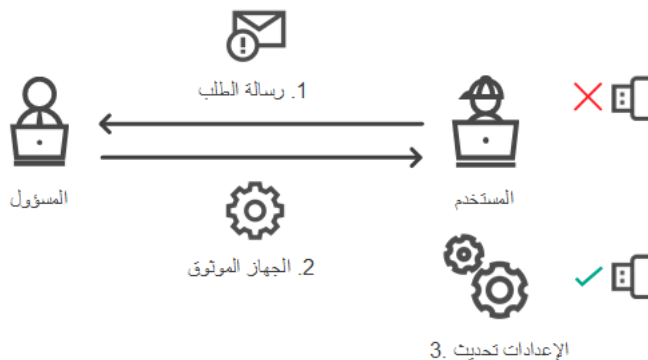 1. رسالة الطلب
المسؤول
المستخدم
2. الجهاز الموثوق
3. الإعدادات تحديث